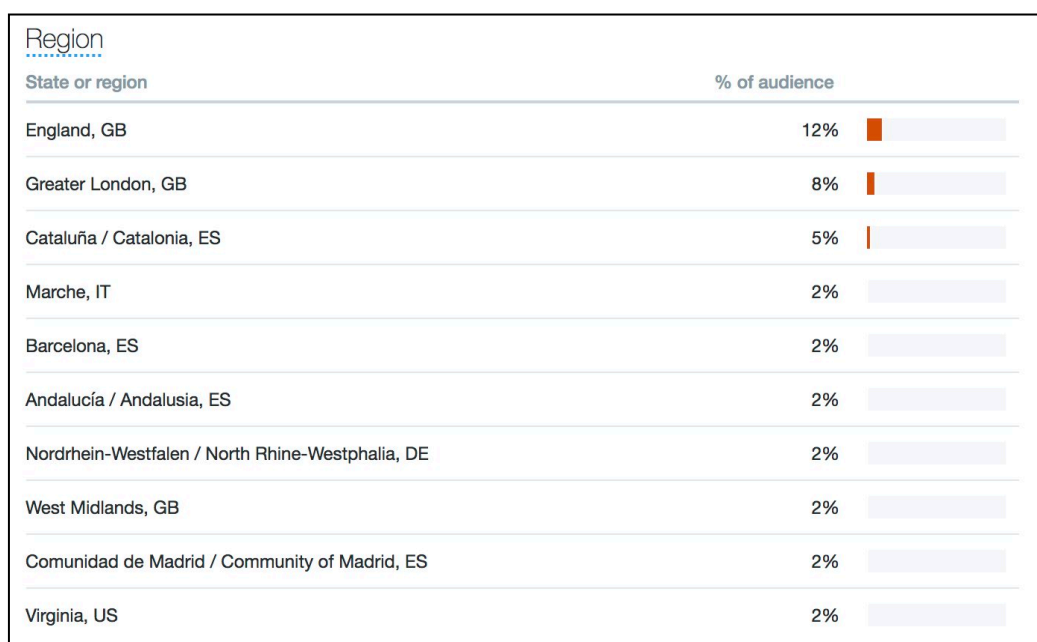 Region
State or region % of audience
England, GB 12%
Greater London, GB 8%
Cataluña / Catalonia, ES 5%
Marche, IT 2%
Barcelona, ES 2%
Andalucía / Andalusia, ES 2%
Nordrhein-Westfalen / North Rhine-Westphalia, DE 2%
West Midlands, GB 2%
Comunidad de Madrid / Community of Madrid, ES 2%
Virginia, US 2%